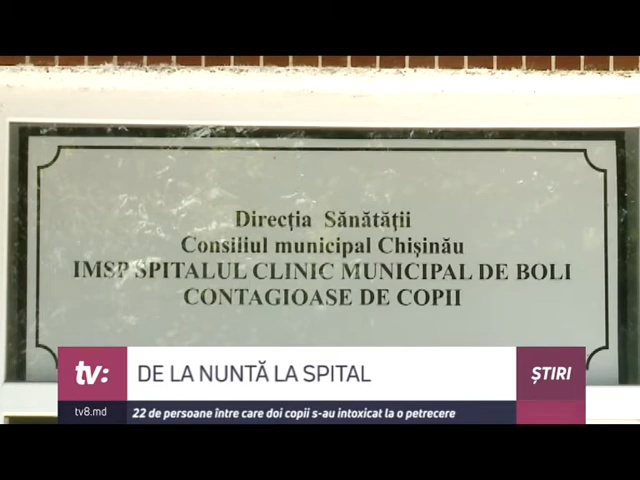 Direcția Sănătății
Consiliul municipal Chișinău
IMSP SPITALUL CLINIC MUNICIPAL DE BOLI
CONTAGIOASE DE COPII
tv:
DE LA NUNTĂ LA SPITAL
ȘTIRI
tv8.md
22 de persoane între care doi copii s-au intoxicat la o petrecere